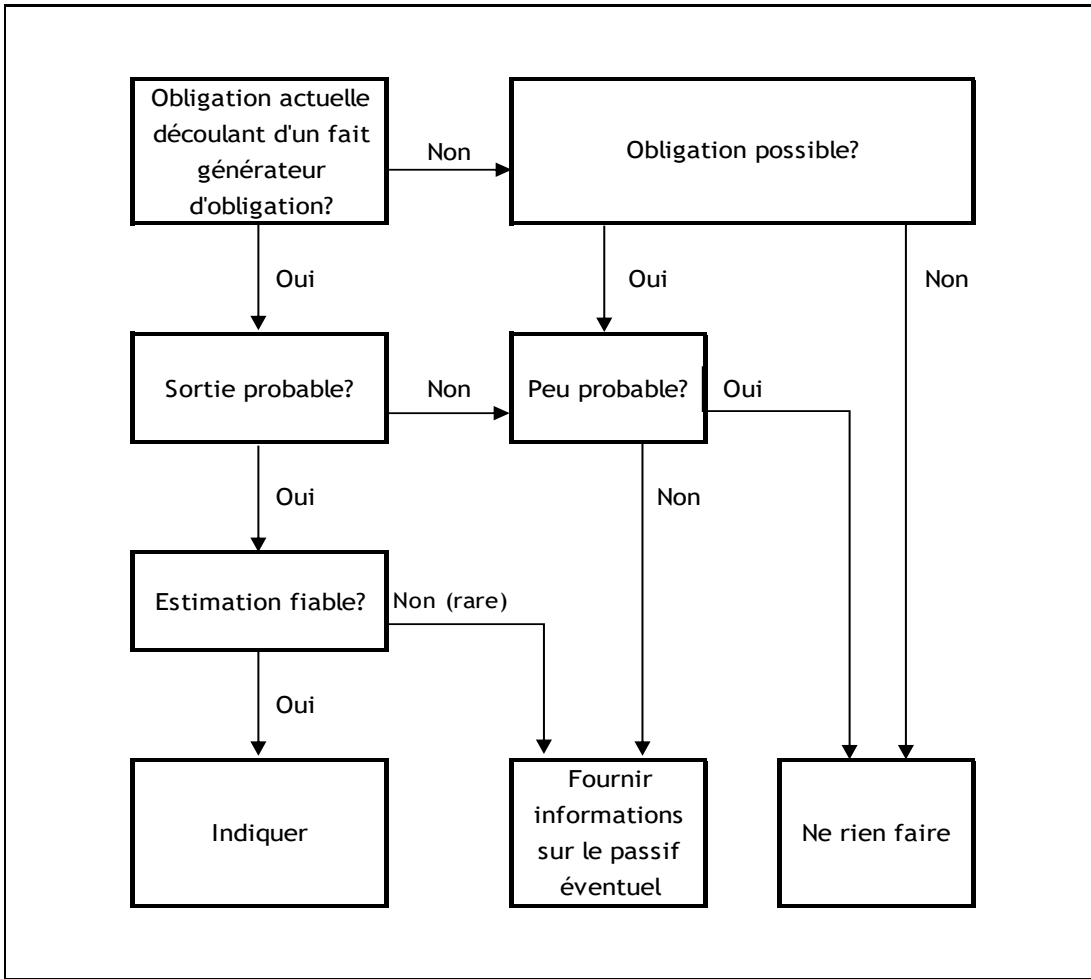 Obligation actuelle
découlant d'un fait
générateur
d'obligation?
Non
Obligation possible?
Oui
Oui
Non
Sortie probable?
Non
Peu probable?
Oui
Oui
Non
Estimation fiable?
Non (rare)
Oui
Indiquer
Fournir
informations
sur le passif
éventuel
Ne rien faire